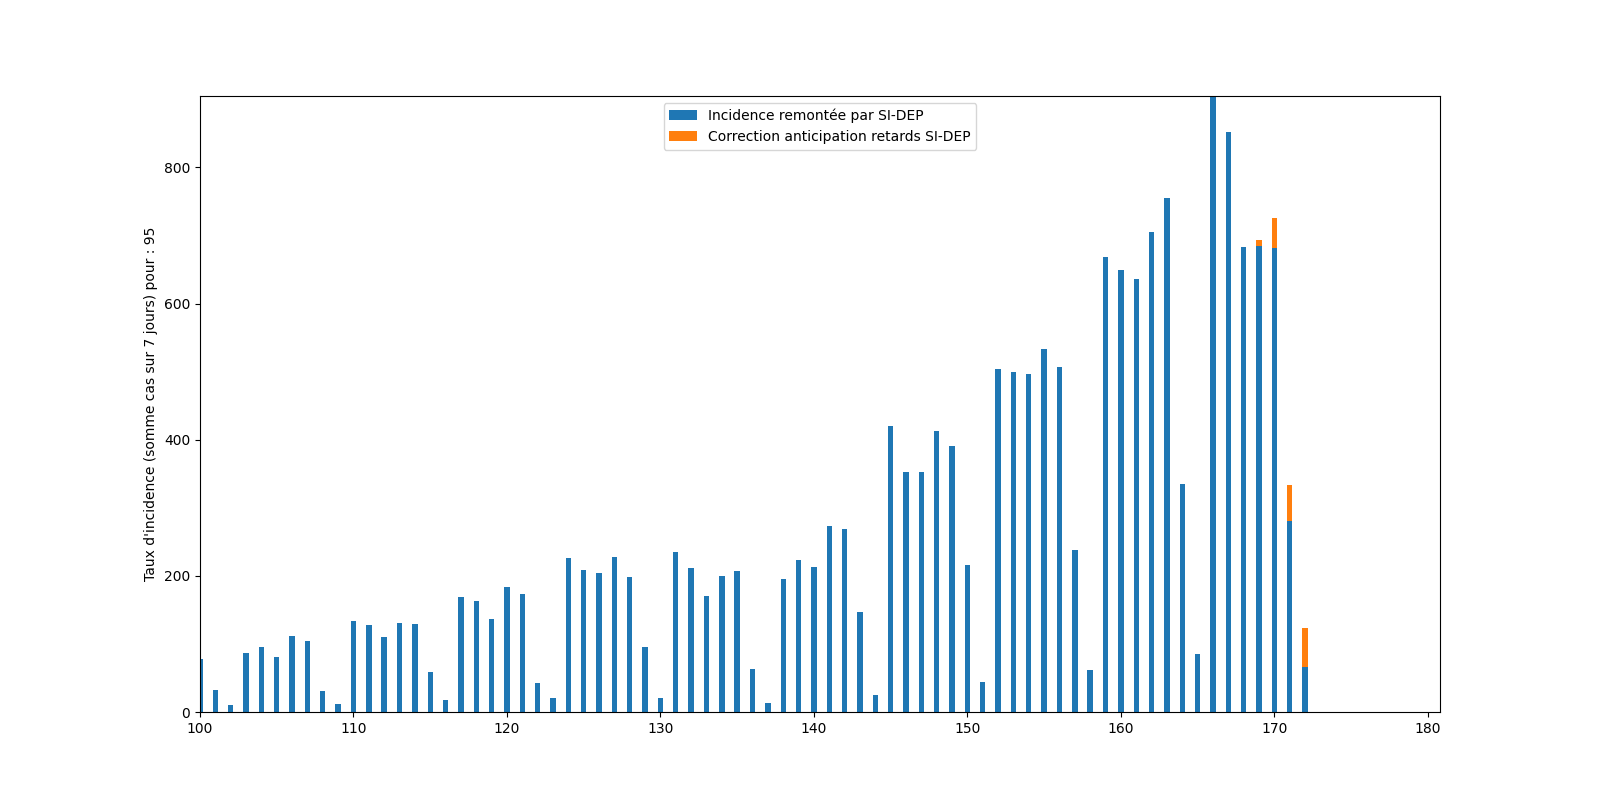 Incidence remontée par SI-DEP
Correction anticipation retards SI-DEP
Taux d'incidence (somme cas sur 7 jours) pour : 95
800
600
400
200
0
100 110 120 130 140 150 160 170 180